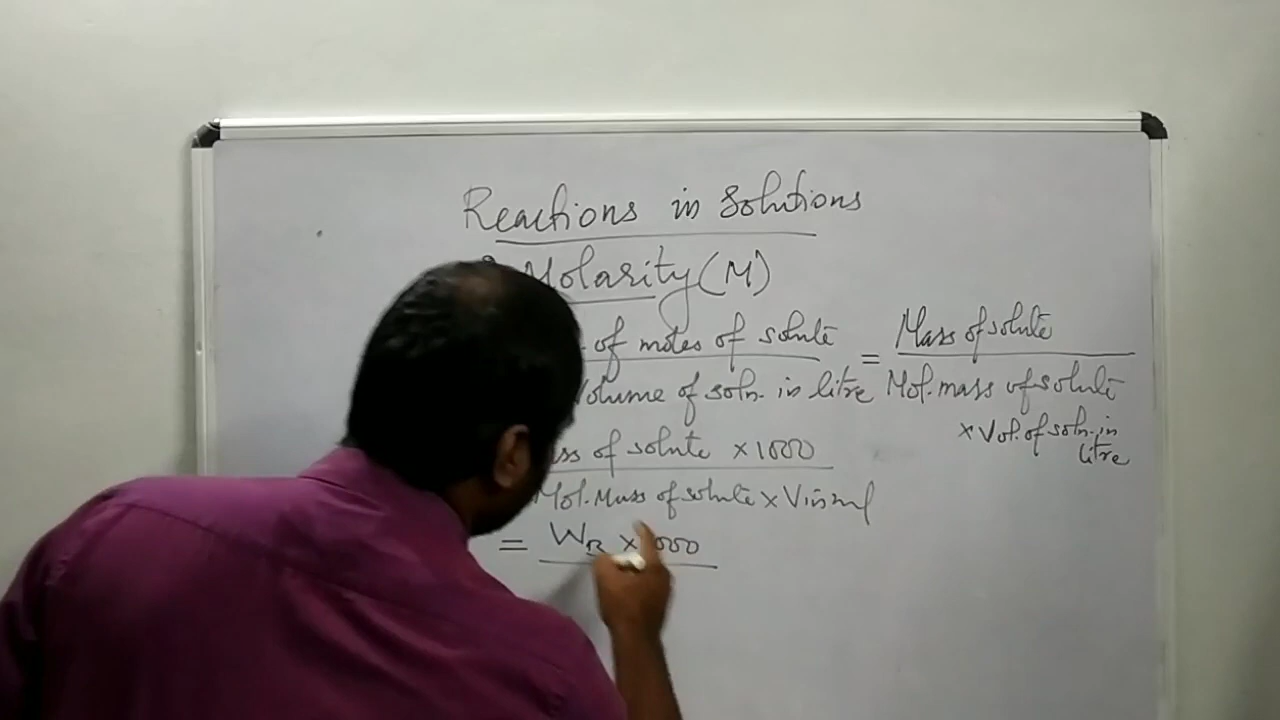 Reactions in Solutions
Molarity (M)
of moles of solute = Mass of solute
Volume of soln. in litre Mol. mass of solute
× Vol. of soln. in
litre
of solute ×1000
Mol. Mass of solute × V in ml
= W_B × 1000